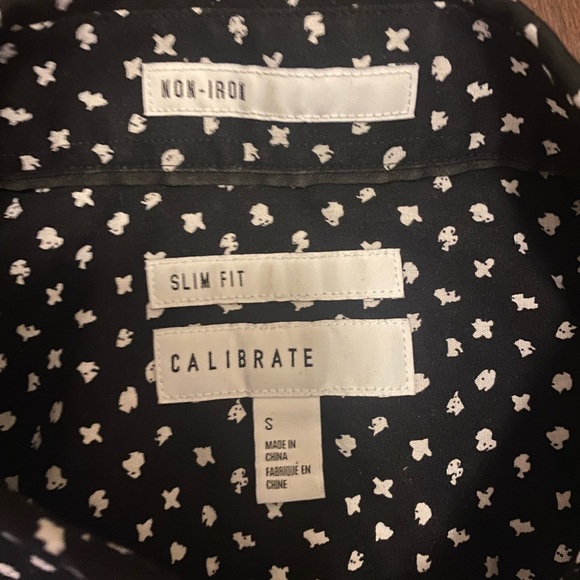 NON-IRON
SLIM FIT
CALIBRATE
S
MADE IN
CHINA
FABRIQUÉ EN
CHINE